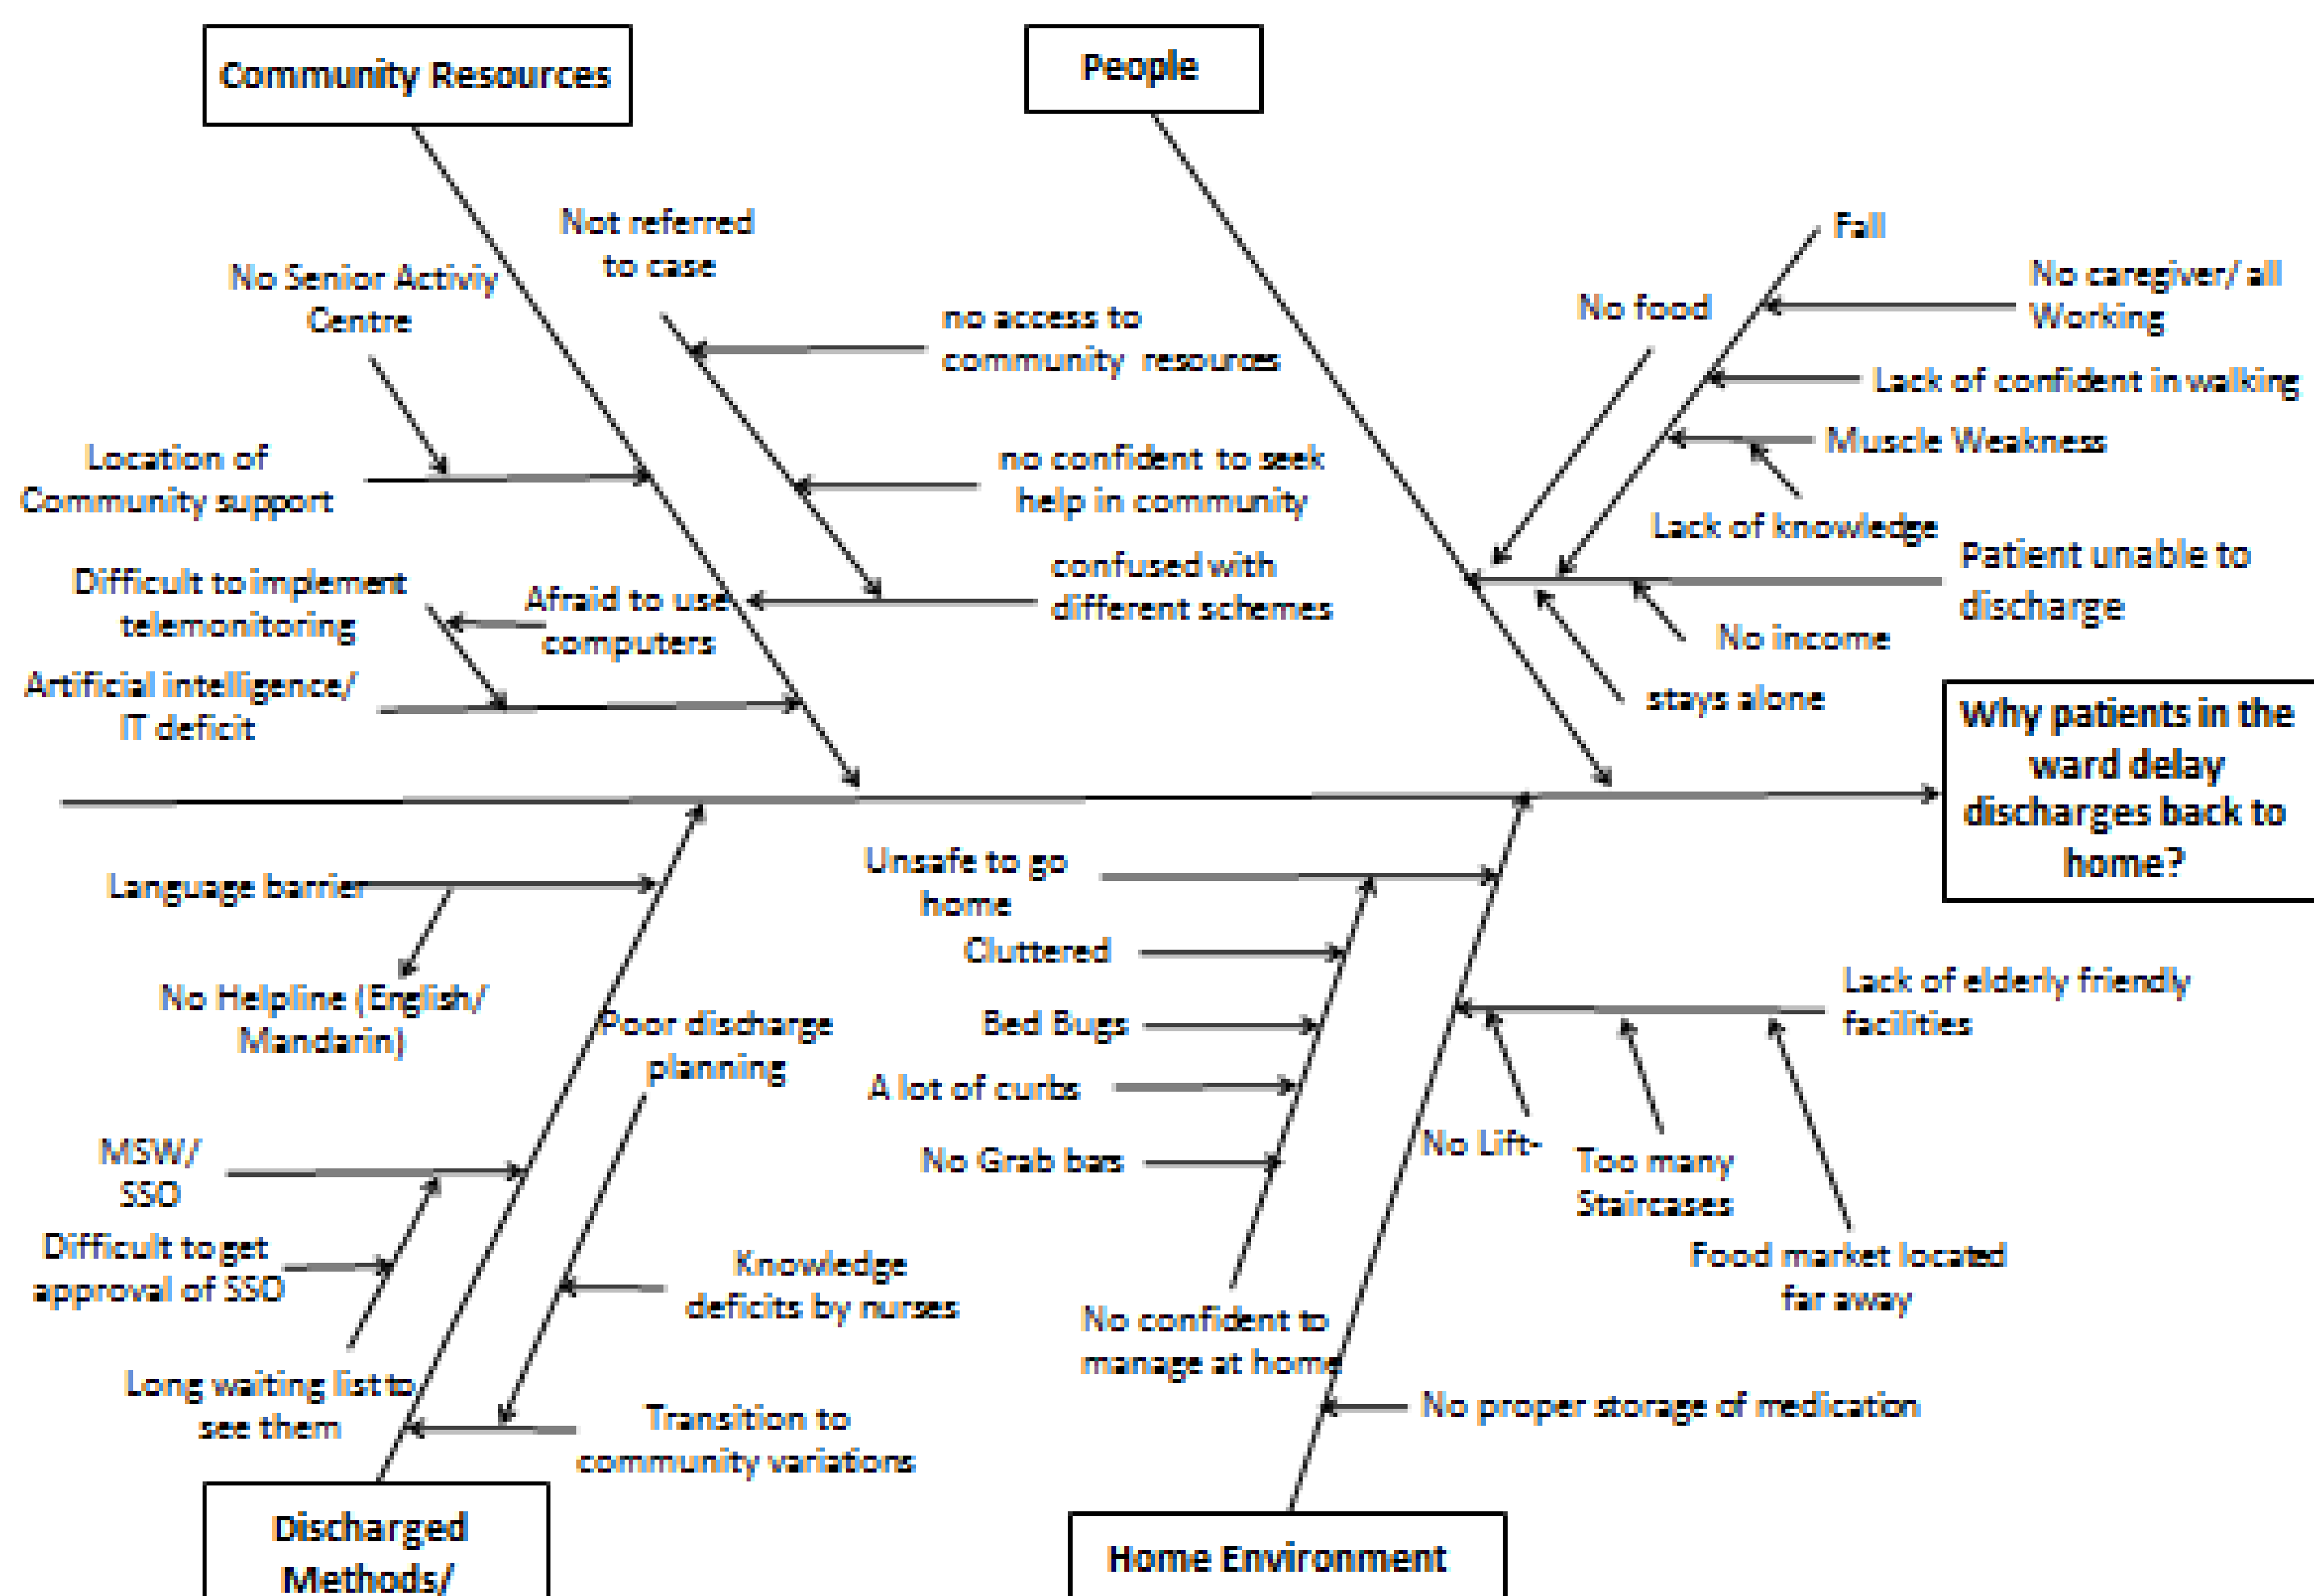 Community Resources
People
Not referred
to case
No Senior Activiy
Centre
no access to
community resources
Location of
Community support
no confident to seek
help in community
Difficult to implement
telemonitoring
Afraid to use
computers
confused with
different schemes
Artificial intelligence/
IT deficit
Fall
No food
No caregiver/ all
Working
Lack of confident in walking
Muscle Weakness
Lack of knowledge
Patient unable to
discharge
No income
stays alone
Why patients in the
ward delay
discharges back to
home?
Language barrier
No Helpline (English/
Mandarin)
Poor discharge
planning
MSW/
SSO
Difficult to get
approval of SSO
Knowledge
deficits by nurses
Long waiting list to
see them
Transition to
community variations
Discharged
Methods/
Unsafe to go
home
Cluttered
Bed Bugs
A lot of curbs
No Grab bars
No confident to
manage at home
Lack of elderly friendly
facilities
No Lift-
Too many
Staircases
Food market located
far away
No proper storage of medication
Home Environment